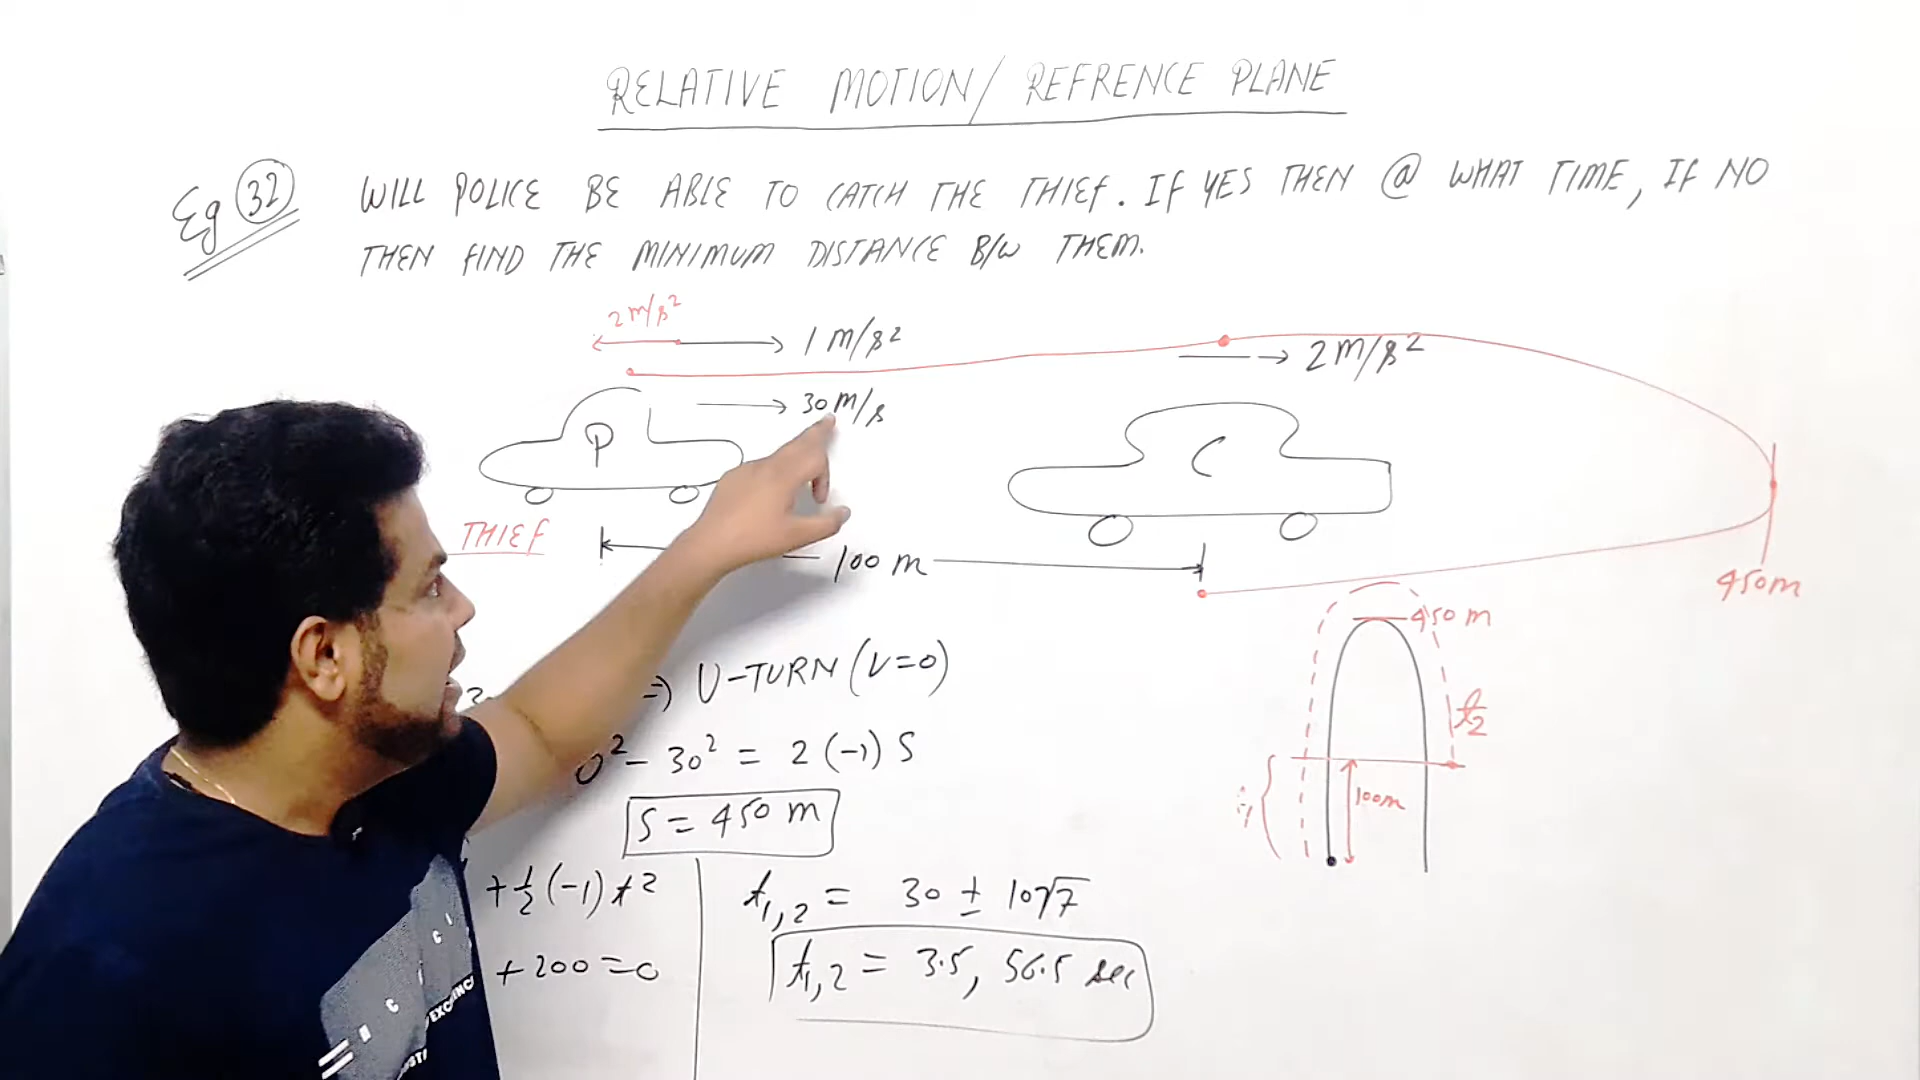 RELATIVE MOTION/ REFRENCE PLANE
Eg 32 WILL POLICE BE ABLE TO CATCH THE THIEF. IF YES THEN @ WHAT TIME, IF NO
THEN FIND THE MINIMUM DISTANCE B/W THEM.
2 m/s²
1 m/s²
2 m/s²
30 m/s
P
C
THIEF
100 m
450m
450 m
U-TURN (V=0)
0² - 30² = 2 (-1) S
S = 450 m
t2
100m
+ ½ (-1) t²
t1,2 = 30 ± 10√7
+ 200 = 0
t1,2 = 3.5, 56.5 sec